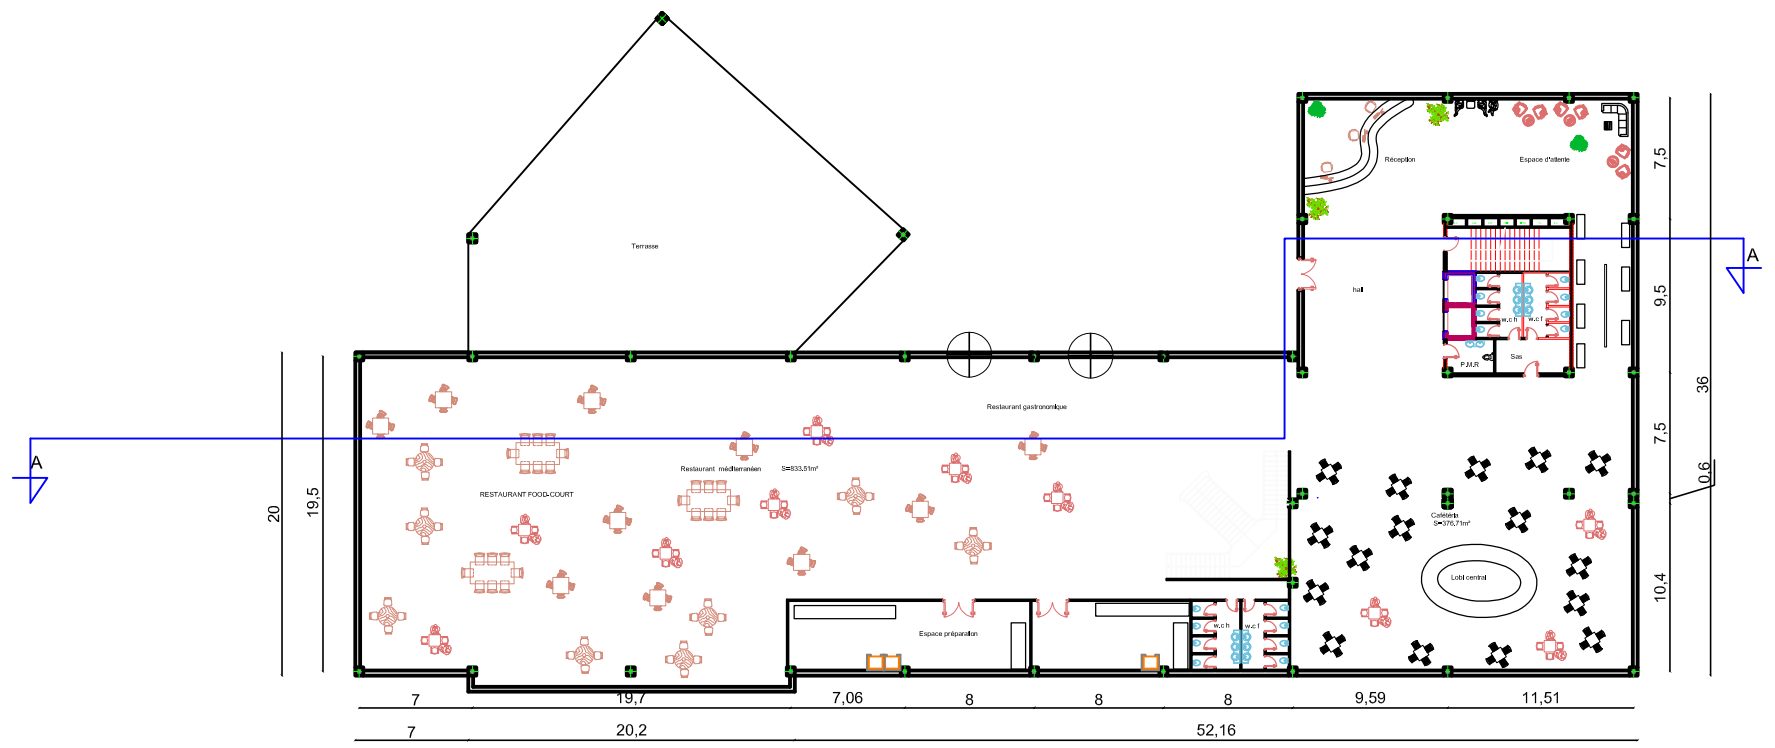 Réception
Espace d'attente
7,5
Terrasse
A
hall
9,5
w.c h
w.c f
P.M.R
Sas
36
Restaurant gastronomique
7,5
A
Restaurant méditerranéen
S=833.51m²
0,6
RESTAURANT FOOD-COURT
20
19,5
Cafétéria
S=376,71m²
Lobi central
10,4
w.c h
w.c f
Espace préparation
7
19,7
7,06
8
8
8
9,59
11,51
7
20,2
52,16